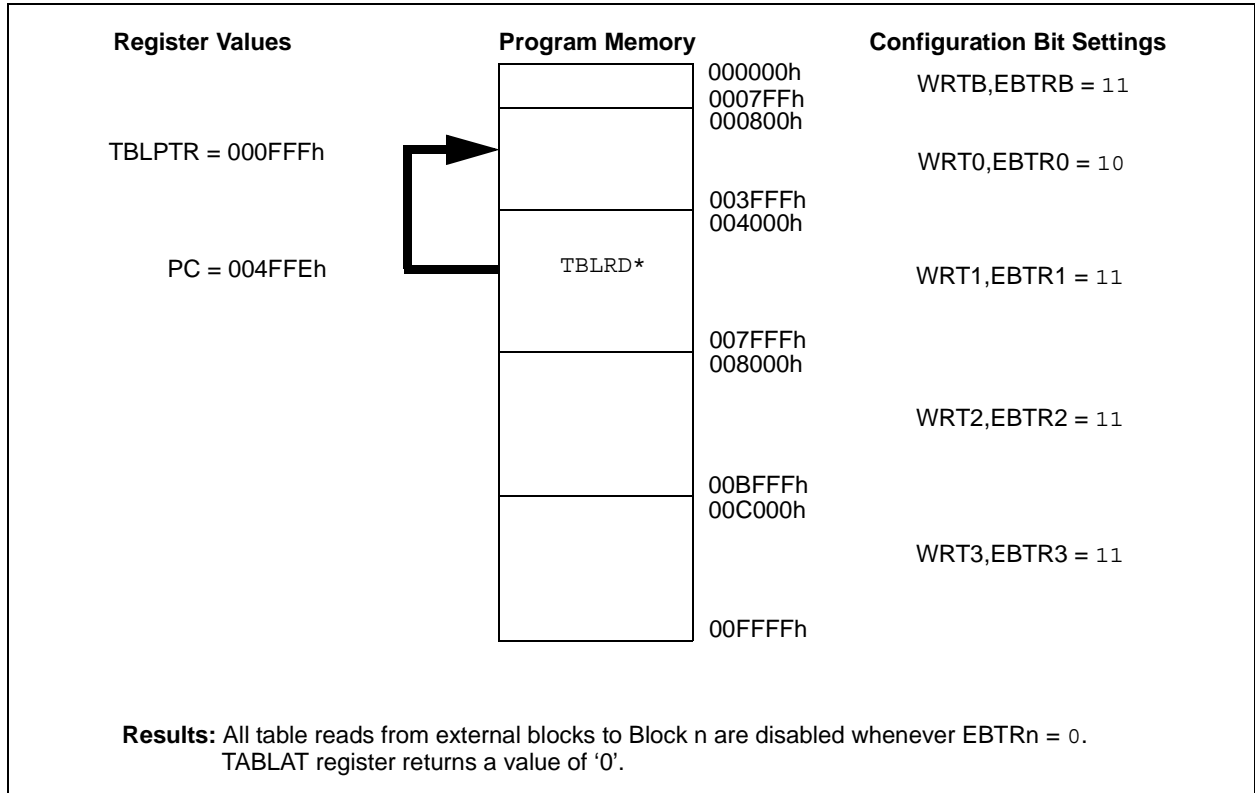 Register Values Program Memory Configuration Bit Settings
000000h
WRTB,EBTRB = 11
0007FFh
000800h
TBLPTR = 000FFFh
WRT0,EBTR0 = 10
003FFFh
004000h
PC = 004FFEh TBLRD* WRT1,EBTR1 = 11
007FFFh
008000h
WRT2,EBTR2 = 11
00BFFFh
00C000h
WRT3,EBTR3 = 11
00FFFFh
Results: All table reads from external blocks to Block n are disabled whenever EBTRn = 0.
TABLAT register returns a value of ‘0’.